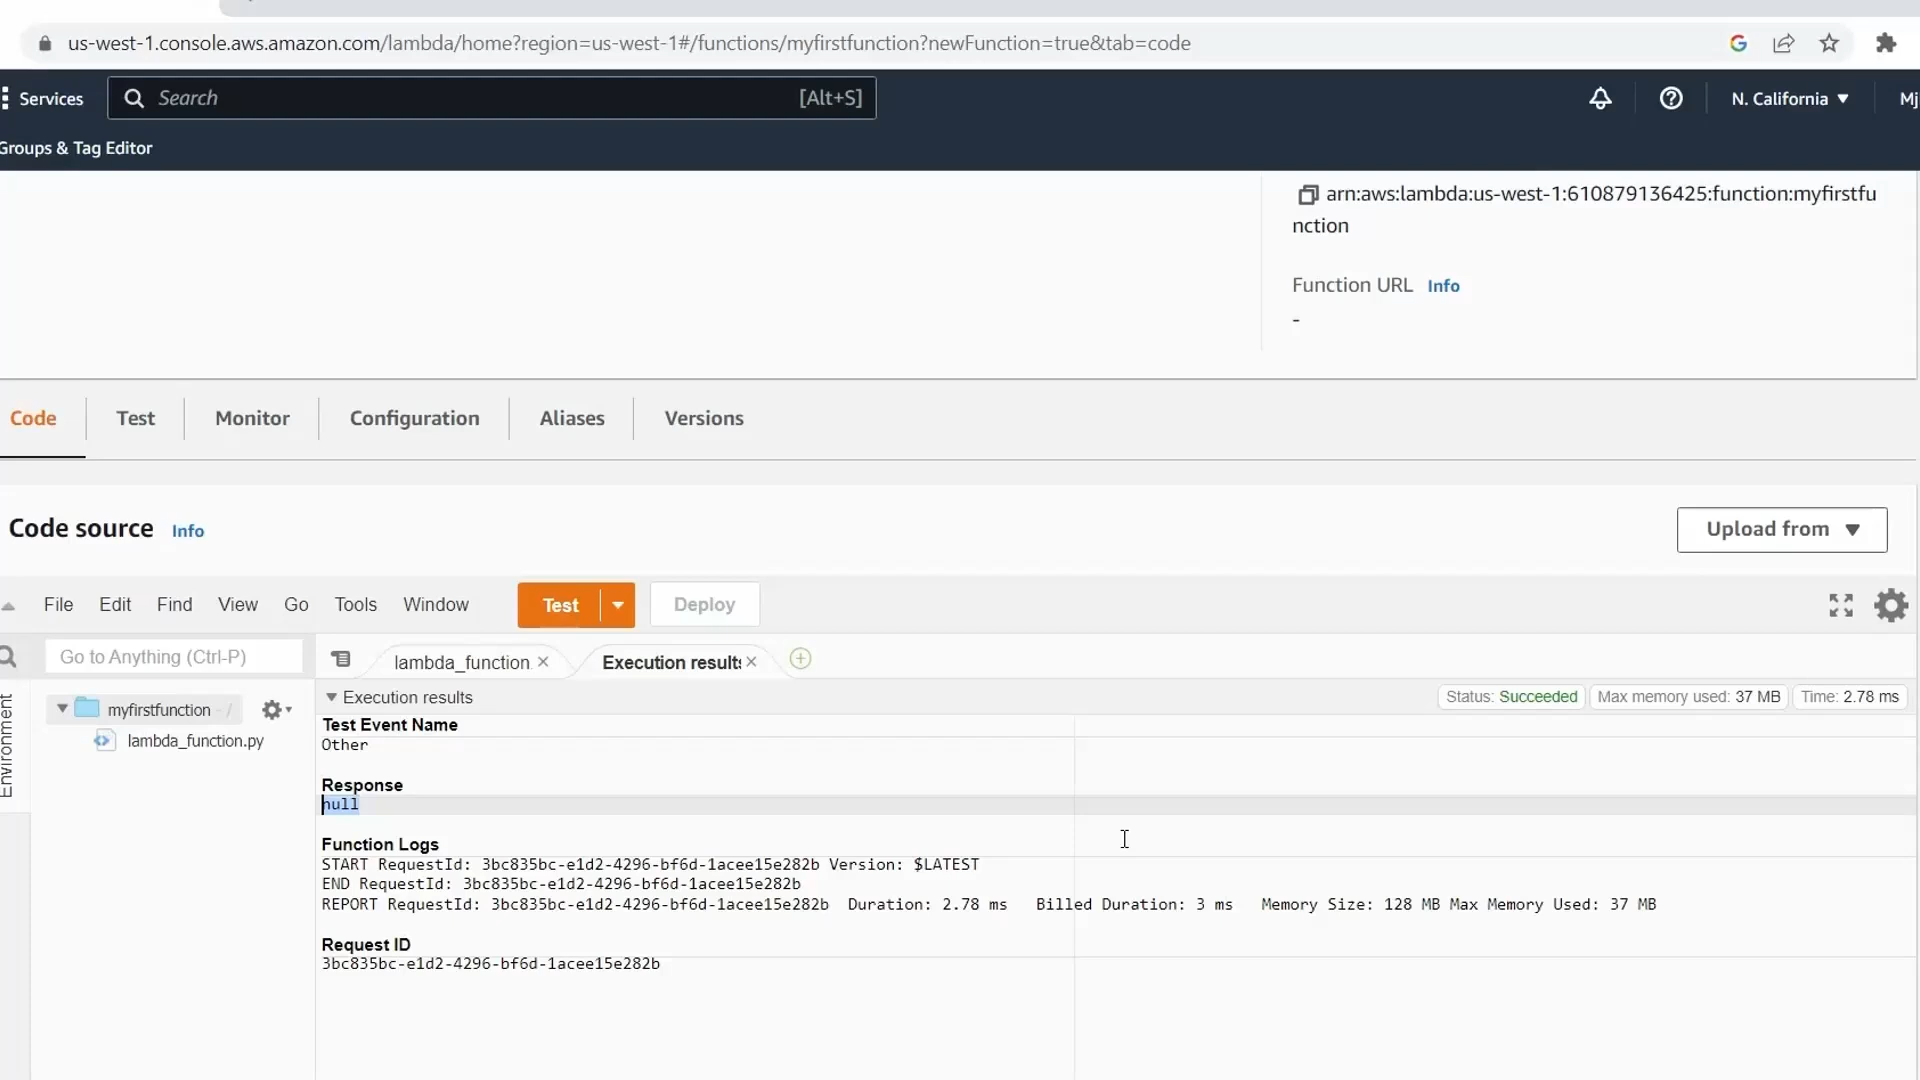 us-west-1.console.aws.amazon.com/lambda/home?region=us-west-1#/functions/myfirstfunction?newFunction=true&tab=code
Services
Search
[Alt+S]
N. California ▼
Mj
Groups & Tag Editor
arn:aws:lambda:us-west-1:610879136425:function:myfirstfu
nction
Function URL Info
-
Code
Test
Monitor
Configuration
Aliases
Versions
Code source Info
Upload from ▼
File
Edit
Find
View
Go
Tools
Window
Test
Deploy
Go to Anything (Ctrl-P)
lambda_function
Execution results
Environment
myfirstfunction - /
lambda_function.py
Execution results
Status: Succeeded
Max memory used: 37 MB
Time: 2.78 ms
Test Event Name
Other
Response
null
Function Logs
START RequestId: 3bc835bc-e1d2-4296-bf6d-1acee15e282b Version: $LATEST
END RequestId: 3bc835bc-e1d2-4296-bf6d-1acee15e282b
REPORT RequestId: 3bc835bc-e1d2-4296-bf6d-1acee15e282b Duration: 2.78 ms Billed Duration: 3 ms Memory Size: 128 MB Max Memory Used: 37 MB
Request ID
3bc835bc-e1d2-4296-bf6d-1acee15e282b